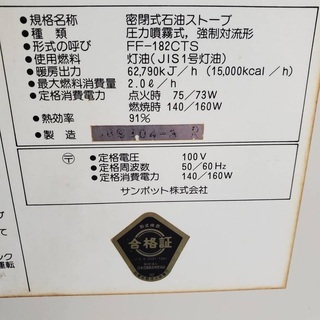 ●規格名称　密閉式石油ストーブ
●種類　圧力噴霧式，強制対流形
●形式の呼び　FF-182CTS
●使用燃料　灯油(JIS1号灯油)
●暖房出力　62,790kJ/h (15,000kcal/h)
●最大燃料消費量　2.0ℓ/h
●定格消費電力　点火時　75/73W
燃焼時　140/160W
●熱効率　91%
●製造
●定格電圧　100V
●定格周波数　50/60Hz
●定格消費電力　140/160W
サンポット株式会社
合格証
て
ック
運転